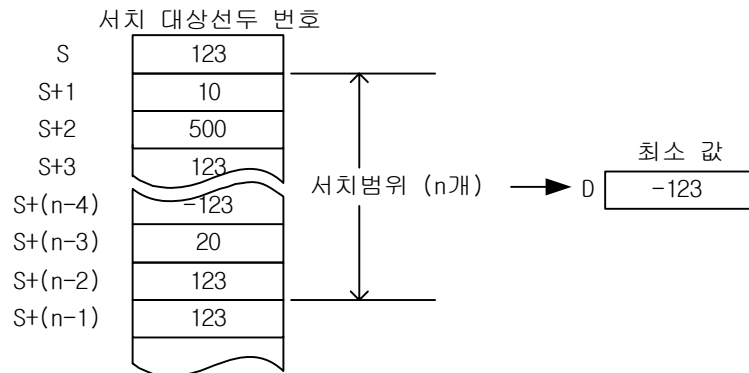 서치 대상선두 번호
S 123
S+1 10
S+2 500
S+3 123
S+(n-4) -123
S+(n-3) 20
S+(n-2) 123
S+(n-1) 123
서치범위 (n개)
최소 값
D -123